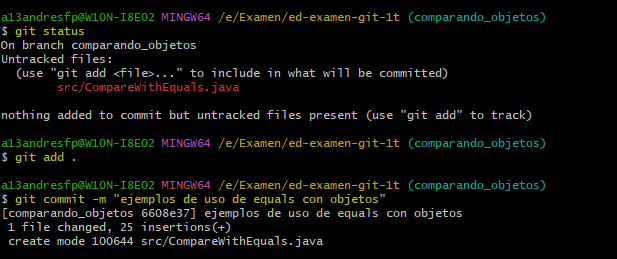 a13andresfp@W10N-I8EO2 MINGW64 /e/Examen/ed-examen-git-1t (comparando_objetos)
$ git status
On branch comparando_objetos
Untracked files:
  (use "git add <file>..." to include in what will be committed)
        src/CompareWithEquals.java

nothing added to commit but untracked files present (use "git add" to track)

a13andresfp@W10N-I8EO2 MINGW64 /e/Examen/ed-examen-git-1t (comparando_objetos)
$ git add .

a13andresfp@W10N-I8EO2 MINGW64 /e/Examen/ed-examen-git-1t (comparando_objetos)
$ git commit -m "ejemplos de uso de equals con objetos"
[comparando_objetos 6608e37] ejemplos de uso de equals con objetos
 1 file changed, 25 insertions(+)
 create mode 100644 src/CompareWithEquals.java